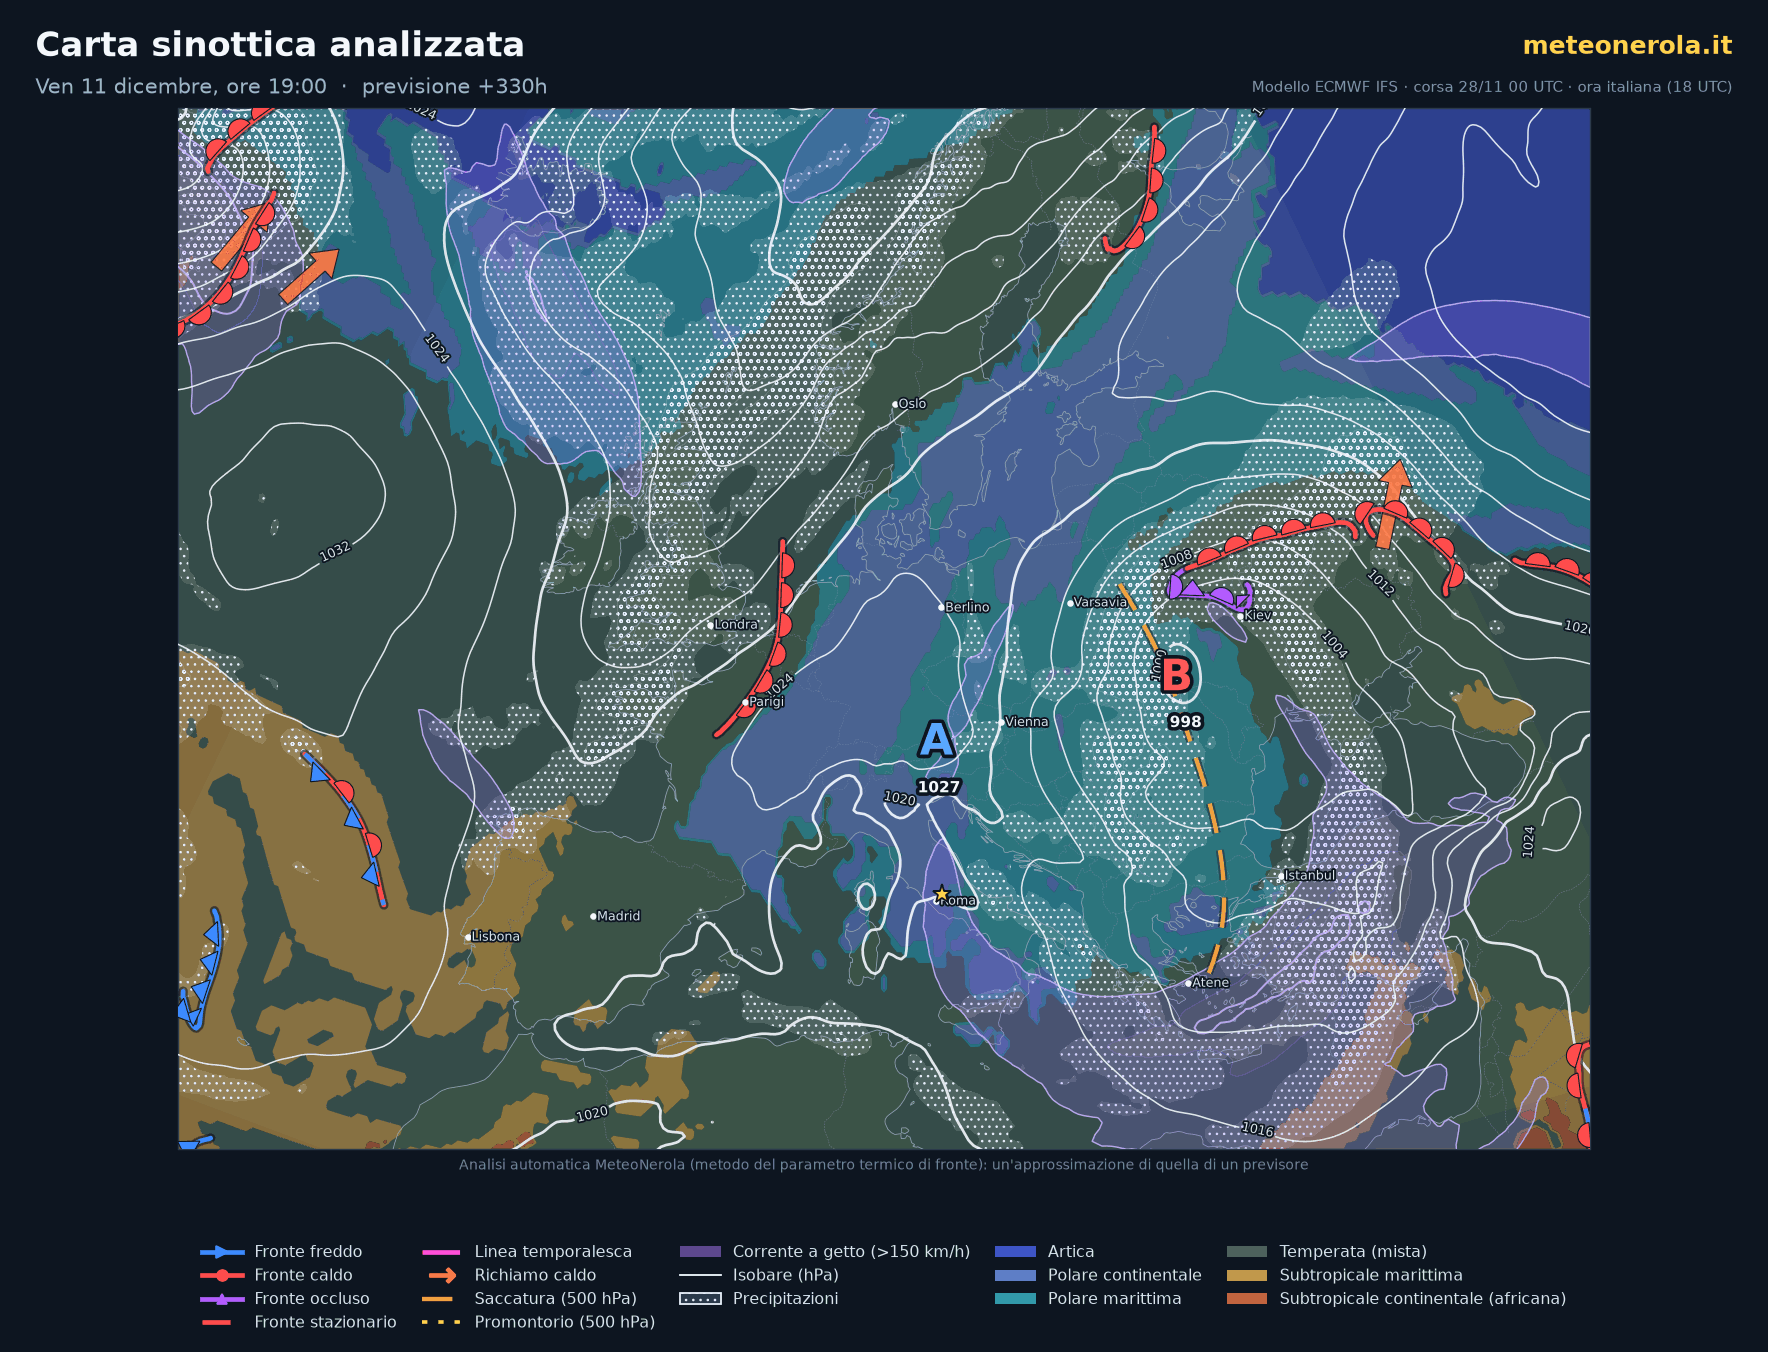 Carta sinottica analizzata
meteonerola.it
Ven 11 dicembre, ore 19:00 · previsione +330h
Modello ECMWF IFS · corsa 28/11 00 UTC · ora italiana (18 UTC)
1024
1024
Oslo
1032
1008
1012
Berlino
Varsavia
Kiev
Londra
1020
1004
1000
B
1024
Parigi
998
Vienna
A
1027
1020
1024
Istanbul
Roma
Madrid
Lisbona
Atene
1020
1016
Analisi automatica MeteoNerola (metodo del parametro termico di fronte): un'approssimazione di quella di un previsore
Fronte freddo
Linea temporalesca
Corrente a getto (>150 km/h)
Artica
Temperata (mista)
Fronte caldo
Richiamo caldo
Isobare (hPa)
Polare continentale
Subtropicale marittima
Fronte occluso
Saccatura (500 hPa)
Precipitazioni
Polare marittima
Subtropicale continentale (africana)
Fronte stazionario
Promontorio (500 hPa)